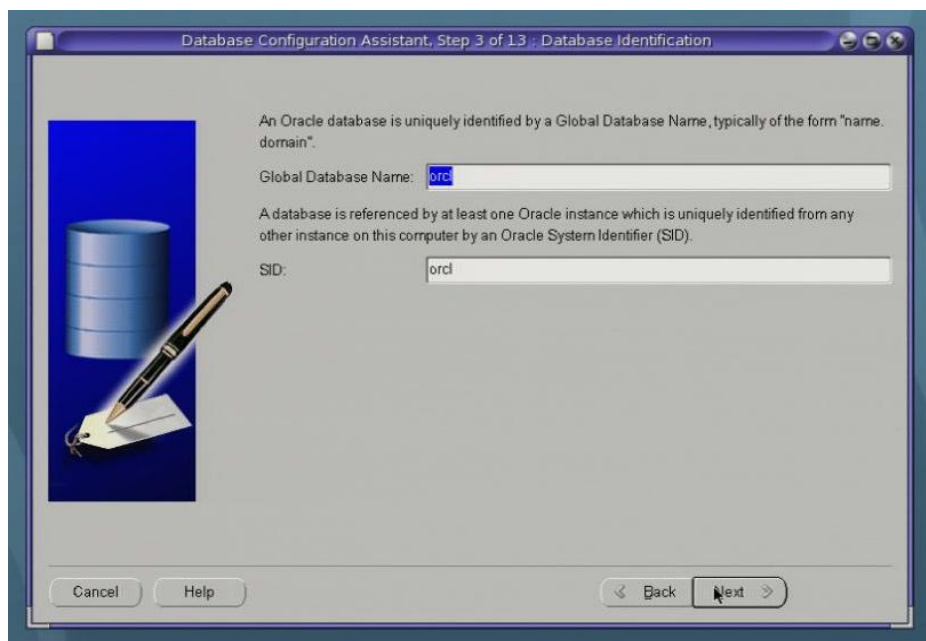 Database Configuration Assistant, Step 3 of 13 : Database Identification
An Oracle database is uniquely identified by a Global Database Name, typically of the form "name.
domain".
Global Database Name: orcl
A database is referenced by at least one Oracle instance which is uniquely identified from any
other instance on this computer by an Oracle System Identifier (SID).
SID: orcl
Cancel Help Back Next